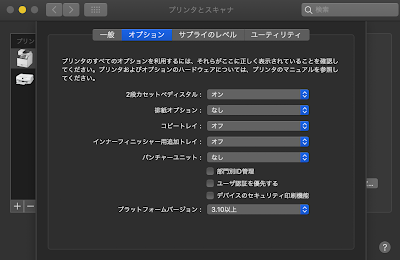 プリンタとスキャナ
検索
一般 オプション サプライのレベル ユーティリティ
プリンタのすべてのオプションを利用するには、それらがここに正しく表示されていることを確認し
てください。プリンタおよびオプションのハードウェアについては、プリンタのマニュアルを参照し
てください。
2段カセットペディスタル： オン
排紙オプション： なし
コピートレイ： オフ
インナーフィニッシャー用追加トレイ： オフ
パンチャーユニット： なし
部門別ID管理
ユーザ認証を優先する
デバイスのセキュリティ印刷機能
プラットフォームバージョン： 3.10以上
+ −
?